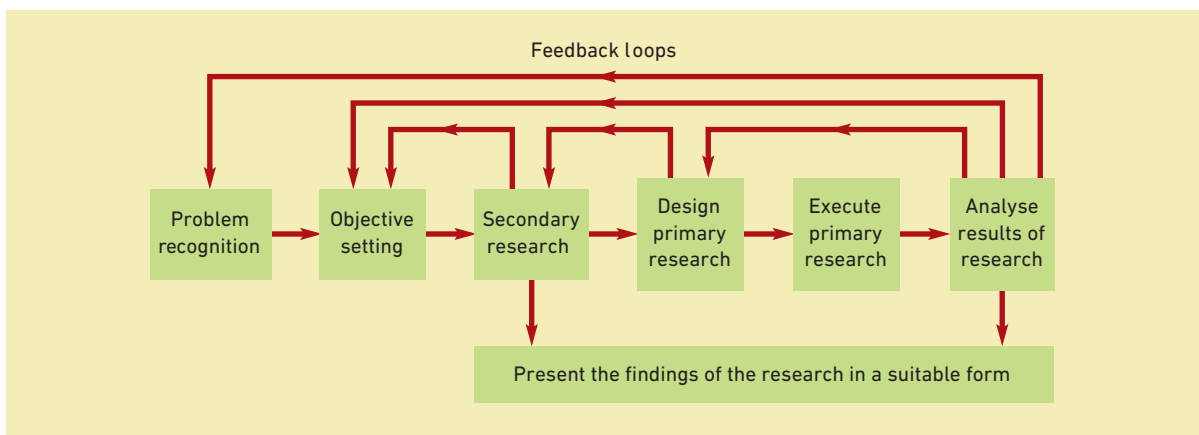 Feedback loops
Problem
recognition
Objective
setting
Secondary
research
Design
primary
research
Execute
primary
research
Analyse
results of
research
Present the findings of the research in a suitable form